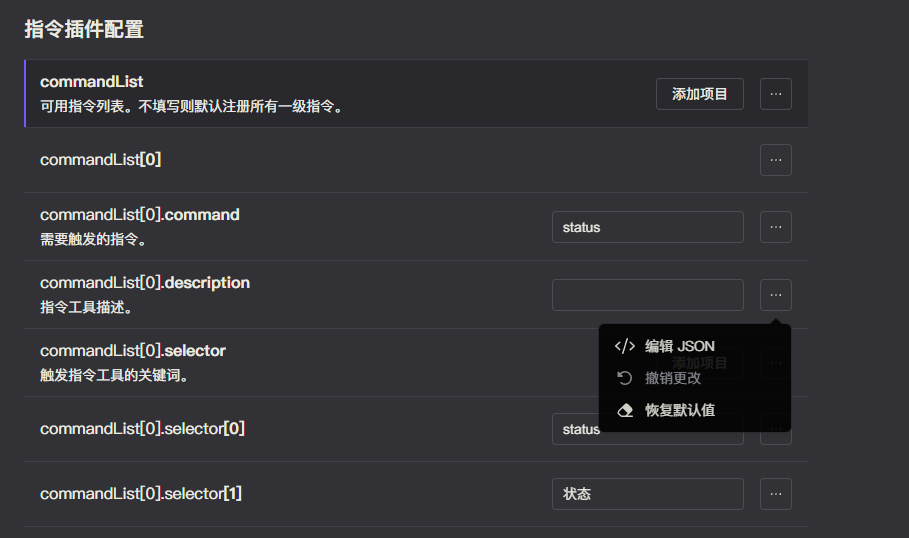 指令插件配置
commandList
可用指令列表。不填写则默认注册所有一级指令。
添加项目
commandList[0]
commandList[0].command
需要触发的指令。
status
commandList[0].description
指令工具描述。
commandList[0].selector
触发指令工具的关键词。
添加项目
编辑 JSON
撤销更改
恢复默认值
commandList[0].selector[0]
status
commandList[0].selector[1]
状态